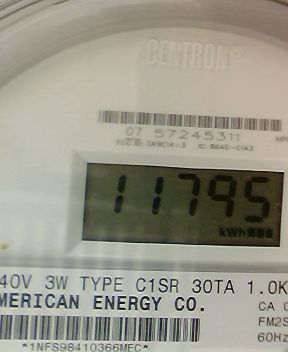 CENTRON®
07 57245311
11795
kWh
40V 3W TYPE C1SR 30TA 1.0K
MERICAN ENERGY CO.
CA 0
FM2S
60Hz
*1NFS98410366MEC*